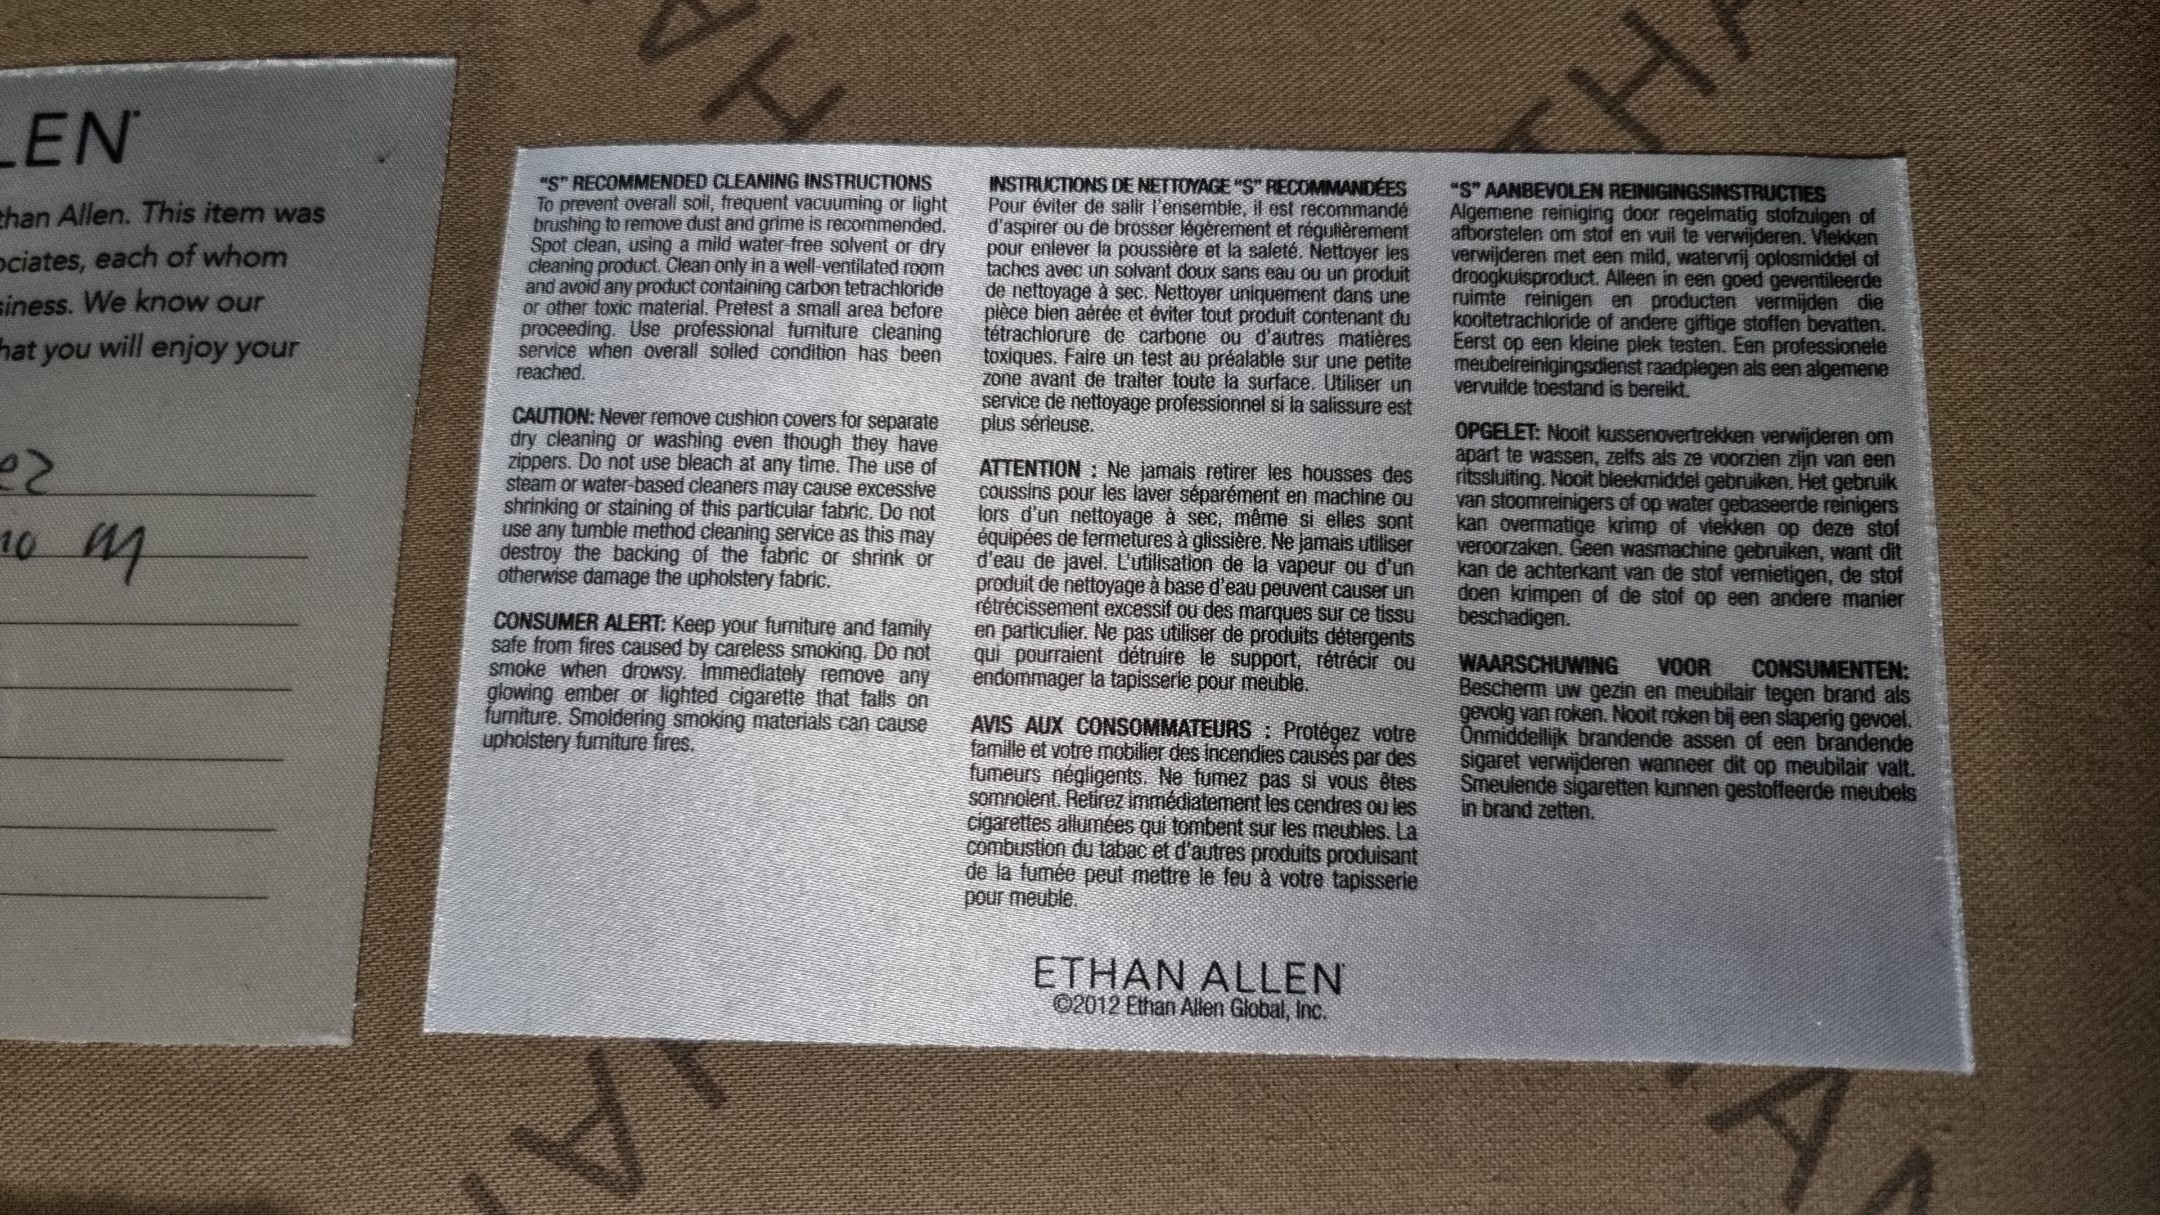 LEN
than Allen. This item was
ociates, each of whom
siness. We know our
hat you will enjoy your
ez
no M
"S" RECOMMENDED CLEANING INSTRUCTIONS
To prevent overall soil, frequent vacuuming or light
brushing to remove dust and grime is recommended.
Spot clean, using a mild water-free solvent or dry
cleaning product. Clean only in a well-ventilated room
and avoid any product containing carbon tetrachloride
or other toxic material. Pretest a small area before
proceeding. Use professional furniture cleaning
service when overall soiled condition has been
reached.
CAUTION: Never remove cushion covers for separate
dry cleaning or washing even though they have
zippers. Do not use bleach at any time. The use of
steam or water-based cleaners may cause excessive
shrinking or staining of this particular fabric. Do not
use any tumble method cleaning service as this may
destroy the backing of the fabric or shrink or
otherwise damage the upholstery fabric.
CONSUMER ALERT: Keep your furniture and family
safe from fires caused by careless smoking. Do not
smoke when drowsy. Immediately remove any
glowing ember or lighted cigarette that falls on
furniture. Smoldering smoking materials can cause
upholstery furniture fires.
INSTRUCTIONS DE NETTOYAGE "S" RECOMMANDÉES
Pour éviter de salir l'ensemble, il est recommandé
d'aspirer ou de brosser légèrement et régulièrement
pour enlever la poussière et la saleté. Nettoyer les
taches avec un solvant doux sans eau ou un produit
de nettoyage à sec. Nettoyer uniquement dans une
pièce bien aérée et éviter tout produit contenant du
tétrachlorure de carbone ou d'autres matières
toxiques. Faire un test au préalable sur une petite
zone avant de traiter toute la surface. Utiliser un
service de nettoyage professionnel si la salissure est
plus sérieuse.
ATTENTION : Ne jamais retirer les housses des
coussins pour les laver séparément en machine ou
lors d'un nettoyage à sec, même si elles sont
équipées de fermetures à glissière. Ne jamais utiliser
d'eau de javel. L'utilisation de la vapeur ou d'un
produit de nettoyage à base d'eau peuvent causer un
rétrécissement excessif ou des marques sur ce tissu
en particulier. Ne pas utiliser de produits détergents
qui pourraient détruire le support, rétrécir ou
endommager la tapisserie pour meuble.
AVIS AUX CONSOMMATEURS : Protégez votre
famille et votre mobilier des incendies causés par des
fumeurs négligents. Ne fumez pas si vous êtes
somnolent. Retirez immédiatement les cendres ou les
cigarettes allumées qui tombent sur les meubles. La
combustion du tabac et d'autres produits produisant
de la fumée peut mettre le feu à votre tapisserie
pour meuble.
"S" AANBEVOLEN REINIGINGSINSTRUCTIES
Algemene reiniging door regelmatig stofzuigen of
afborstelen om stof en vuil te verwijderen. Vlekken
verwijderen met een mild, watervrij oplosmiddel of
droogkuisproduct. Alleen in een goed geventileerde
ruimte reinigen en producten vermijden die
kooltetrachloride of andere giftige stoffen bevatten.
Eerst op een kleine plek testen. Een professionele
meubelreinigingsdienst raadplegen als een algemene
vervuilde toestand is bereikt.
OPGELET: Nooit kussenovertrekken verwijderen om
apart te wassen, zelfs als ze voorzien zijn van een
ritssluiting. Nooit bleekmiddel gebruiken. Het gebruik
van stoomreinigers of op water gebaseerde reinigers
kan overmatige krimp of vlekken op deze stof
veroorzaken. Geen wasmachine gebruiken, want dit
kan de achterkant van de stof vernietigen, de stof
doen krimpen of de stof op een andere manier
beschadigen.
WAARSCHUWING VOOR CONSUMENTEN:
Bescherm uw gezin en meubilair tegen brand als
gevolg van roken. Nooit roken bij een slaperig gevoel.
Onmiddellijk brandende assen of een brandende
sigaret verwijderen wanneer dit op meubilair valt.
Smeulende sigaretten kunnen gestoffeerde meubels
in brand zetten.
ETHAN ALLEN
©2012 Ethan Allen Global, Inc.